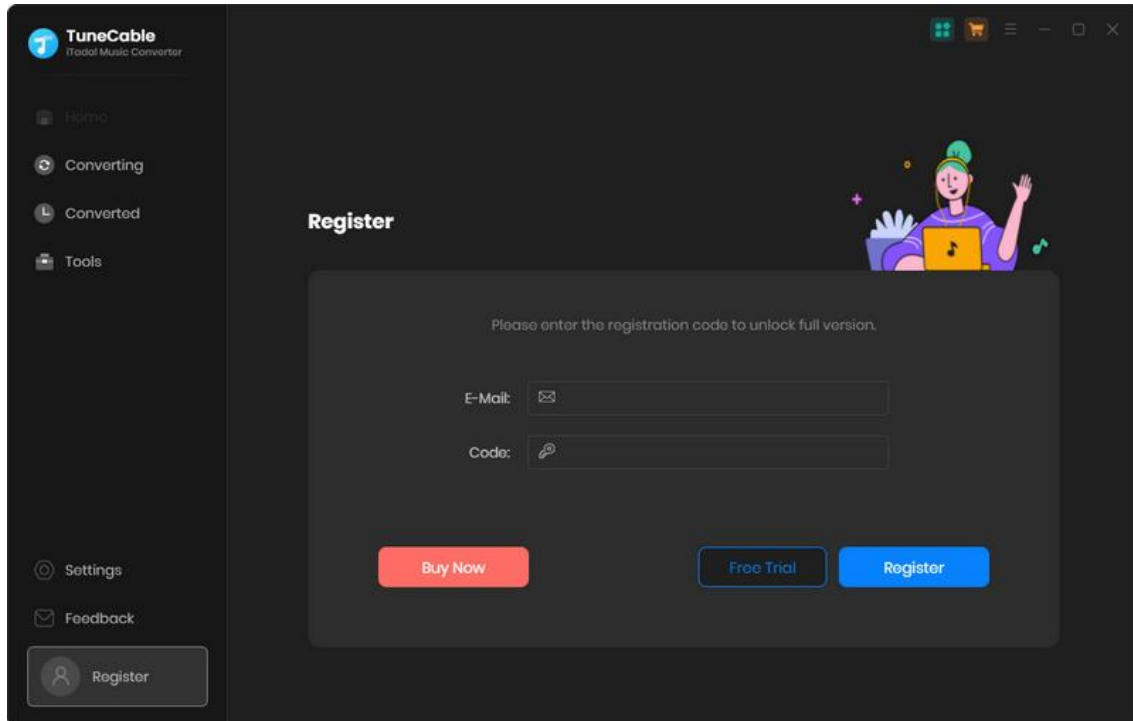 TuneCable
iTadal Music Converter
Home
Converting
Converted
Tools
Settings
Feedback
Register
Register
Please enter the registration code to unlock full version.
E-Mail:
Code:
Buy Now
Free Trial
Register